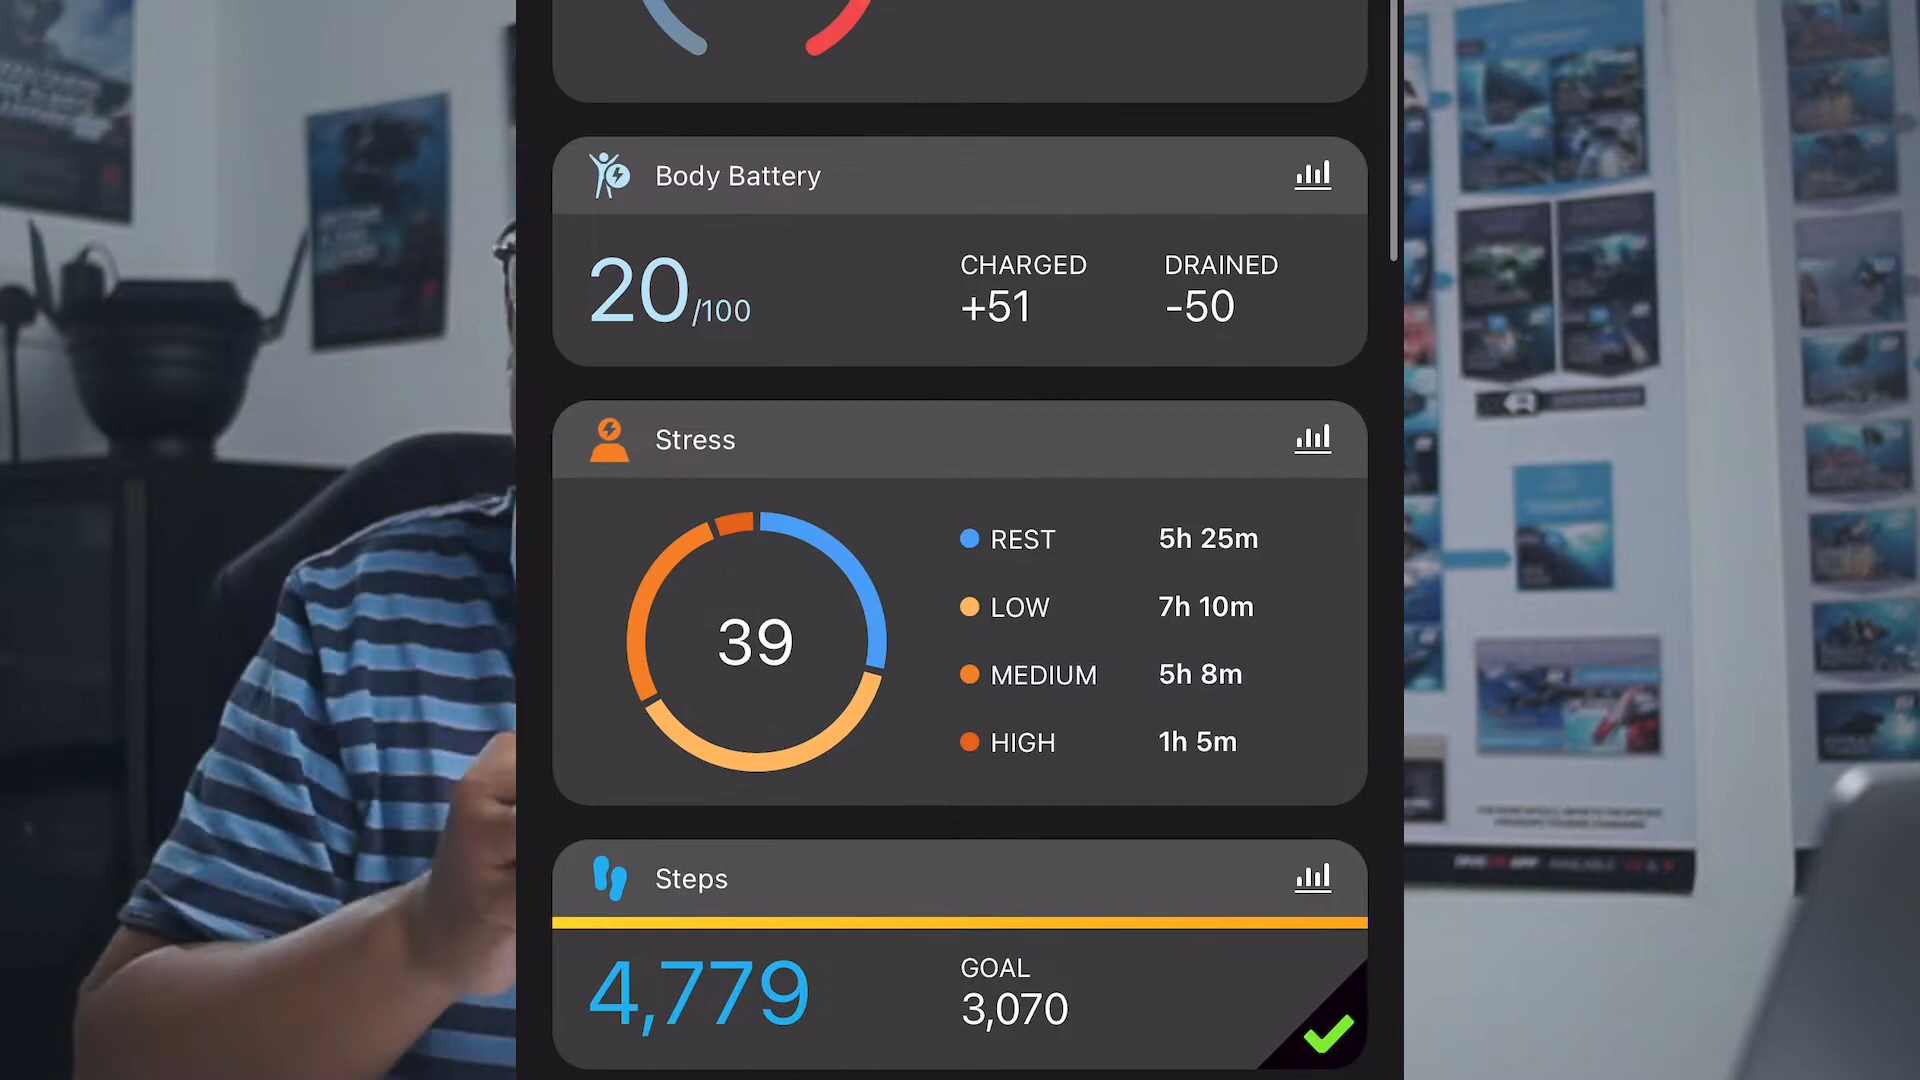 Body Battery
20/100
CHARGED
+51
DRAINED
-50
Stress
39
REST 5h 25m
LOW 7h 10m
MEDIUM 5h 8m
HIGH 1h 5m
Steps
4,779
GOAL
3,070